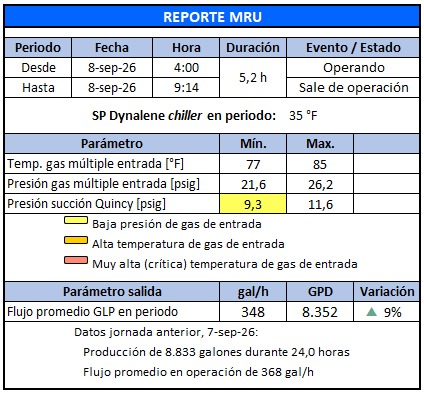 REPORTE MRU
Periodo Fecha Hora Duración Evento / Estado
Desde 8-sep-26 4:00 5,2 h Operando
Hasta 8-sep-26 9:14 Sale de operación
SP Dynalene chiller en periodo: 35 °F
Parámetro Mín. Max.
Temp. gas múltiple entrada [°F] 77 85
Presión gas múltiple entrada [psig] 21,6 26,2
Presión succión Quincy [psig] 9,3 11,6
Baja presión de gas de entrada
Alta temperatura de gas de entrada
Muy alta (crítica) temperatura de gas de entrada
Parámetro salida gal/h GPD Variación
Flujo promedio GLP en periodo 348 8.352 ▲ 9%
Datos jornada anterior, 7-sep-26:
Producción de 8.833 galones durante 24,0 horas
Flujo promedio en operación de 368 gal/h